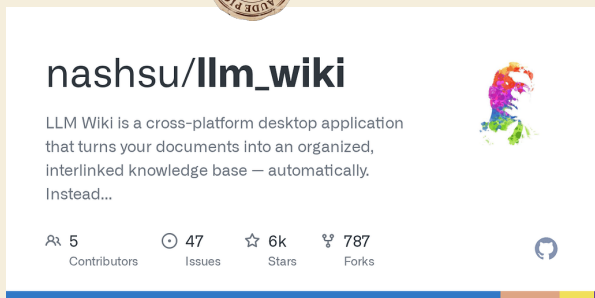 nashsu/llm_wiki
LLM Wiki is a cross-platform desktop application
that turns your documents into an organized,
interlinked knowledge base — automatically.
Instead...
5
Contributors
47
Issues
6k
Stars
787
Forks